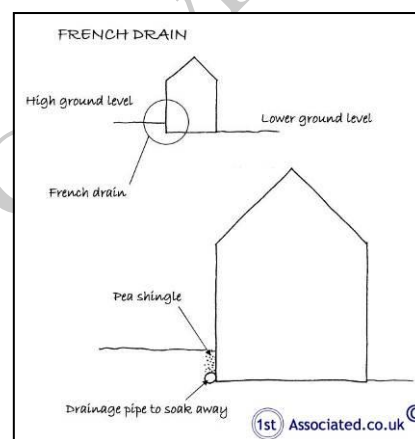 FRENCH DRAIN
High ground level
Lower ground level
French drain
Pea shingle
Drainage pipe to soak away
1st Associated.co.uk ©